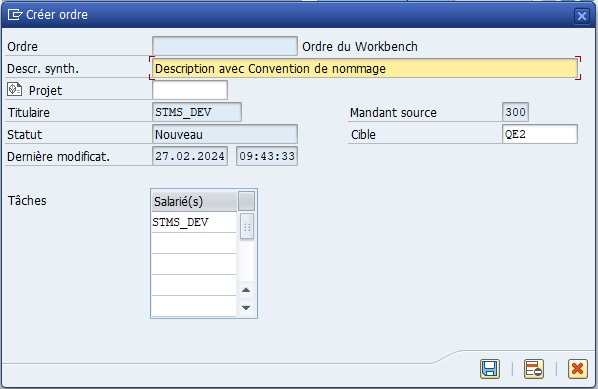 Créer ordre
Ordre Ordre du Workbench
Descr. synth. Description avec Convention de nommage
Projet
Titulaire STMS_DEV Mandant source 300
Statut Nouveau Cible QE2
Dernière modificat. 27.02.2024 09:43:33
Tâches Salarié(s)
STMS_DEV